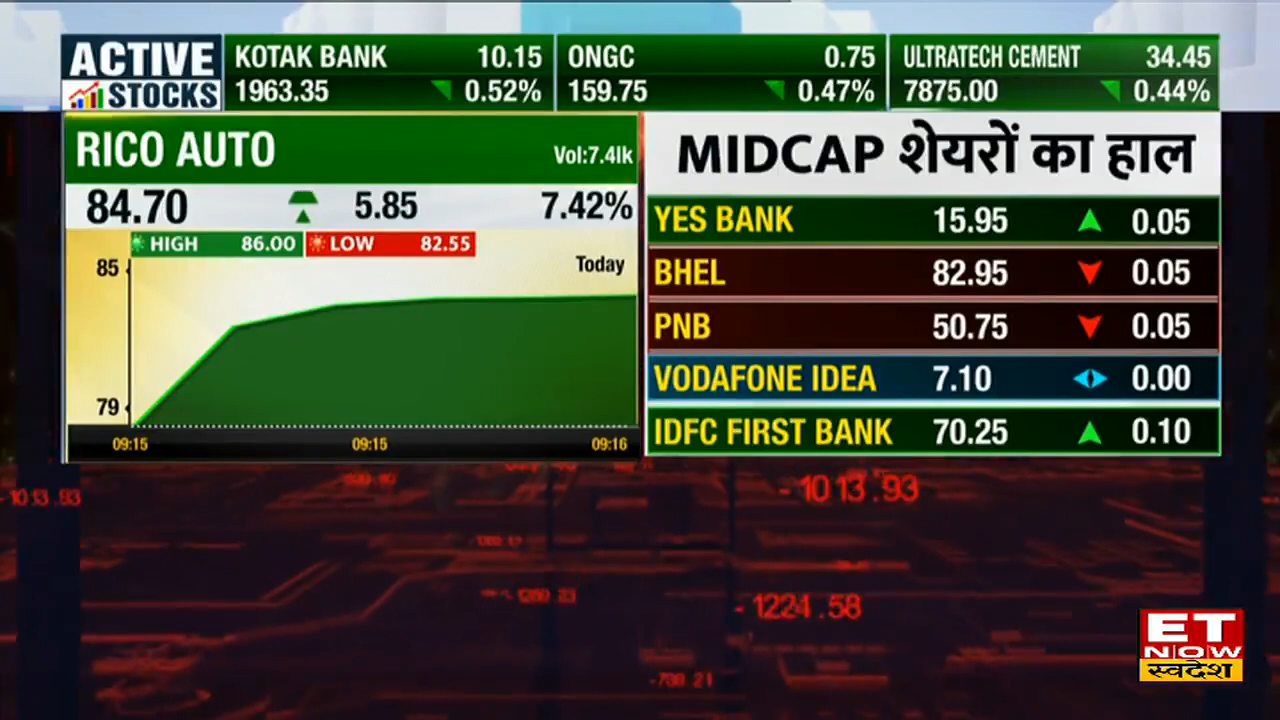 ACTIVE
STOCKS
KOTAK BANK 10.15
1963.35 0.52%
ONGC 0.75
159.75 0.47%
ULTRATECH CEMENT 34.45
7875.00 0.44%
RICO AUTO Vol:7.4lk
84.70 5.85 7.42%
HIGH 86.00 LOW 82.55
Today
85
79
09:15 09:15 09:16
MIDCAP शेयरों का हाल
YES BANK 15.95 0.05
BHEL 82.95 0.05
PNB 50.75 0.05
VODAFONE IDEA 7.10 0.00
IDFC FIRST BANK 70.25 0.10
-1013.93
-1013.93
-1224.58
ET
NOW
स्वदेश